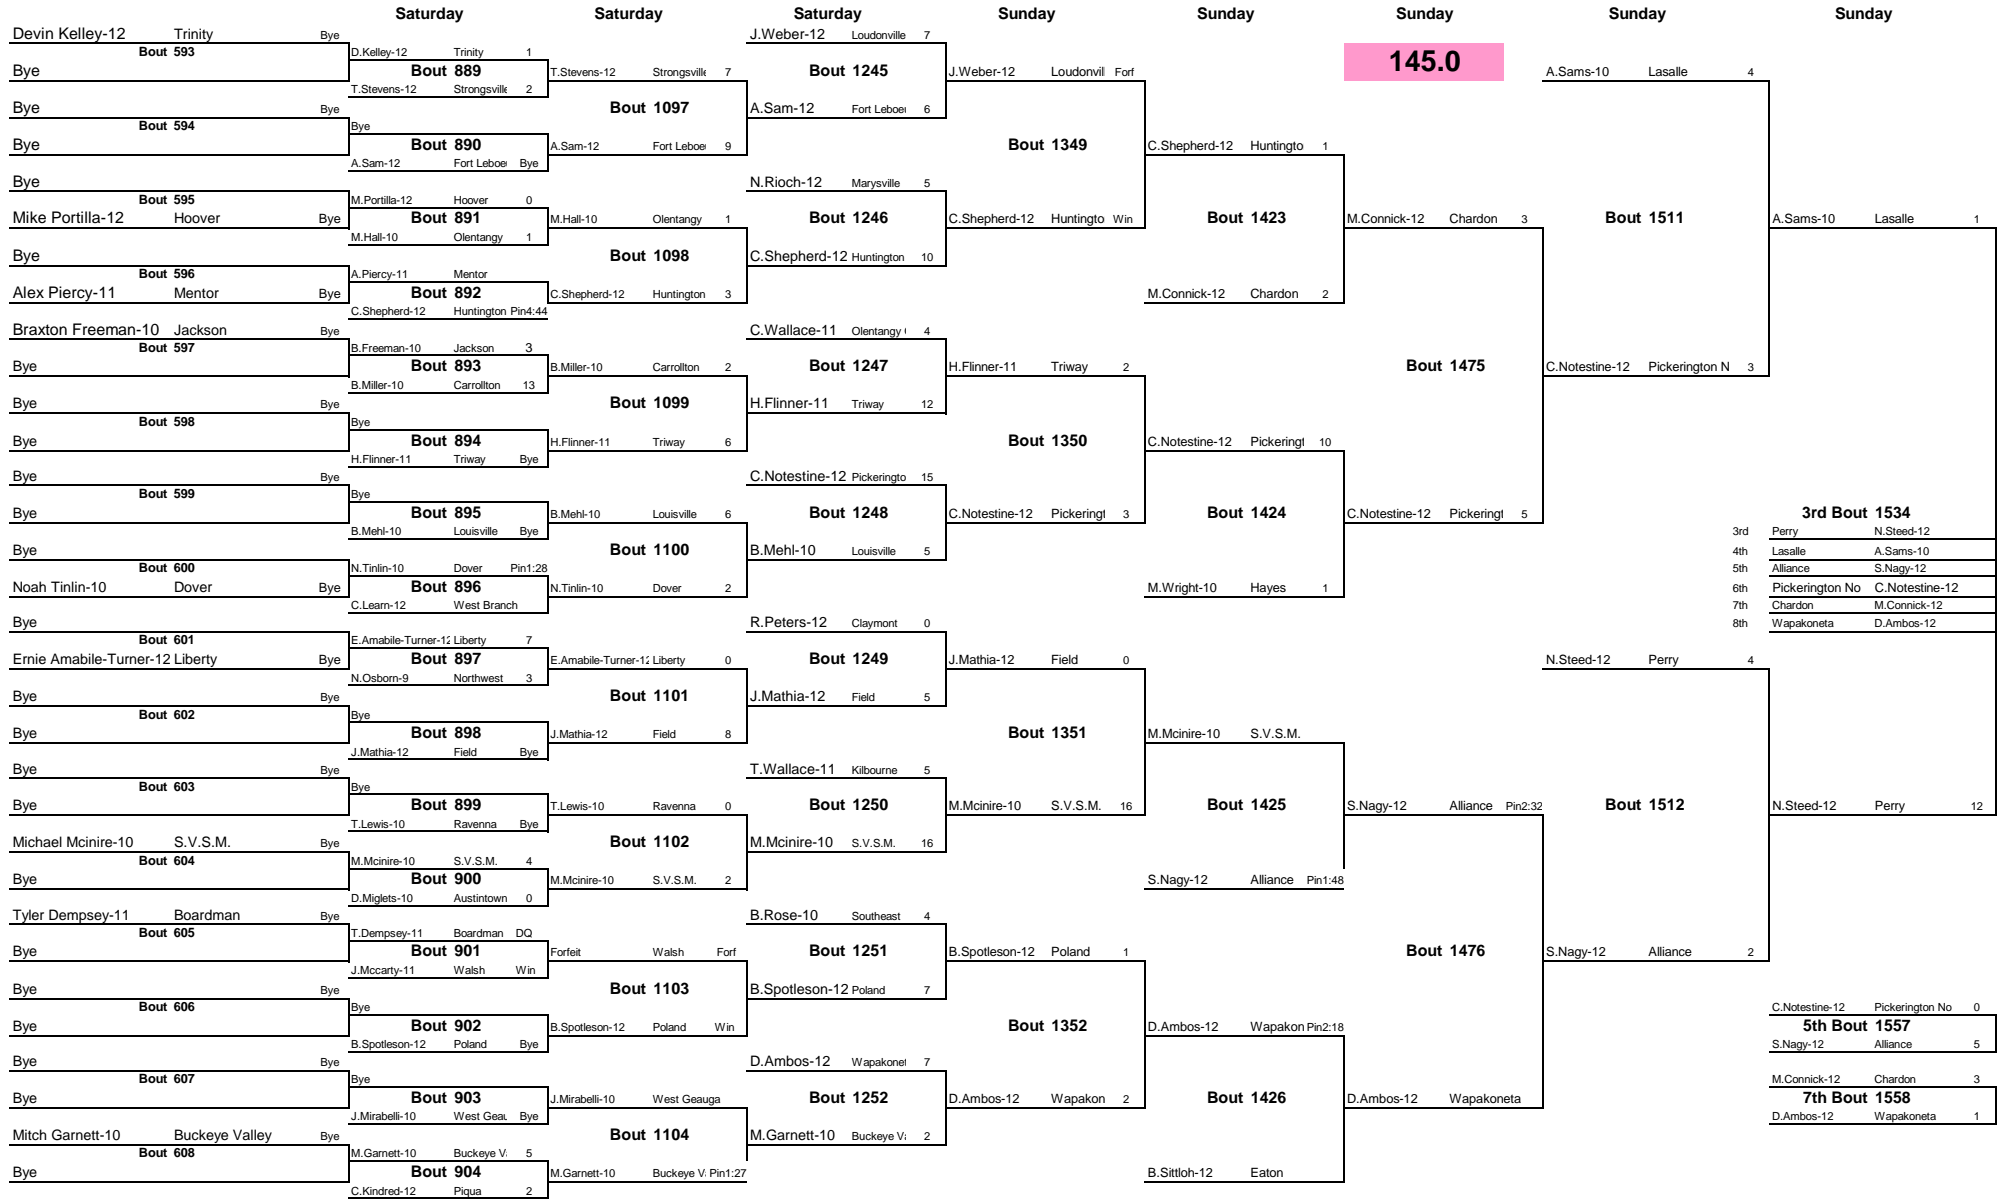 Saturday Saturday Saturday Sunday Sunday Sunday Sunday Sunday
145.0
Devin Kelley-12 Trinity Bye
Bout 593
Bye
Bye Bye
Bout 594
Bye
Bye
Bout 595
Mike Portilla-12 Hoover Bye
Bye
Bout 596
Alex Piercy-11 Mentor Bye
Braxton Freeman-10 Jackson Bye
Bout 597
Bye
Bye Bye
Bout 598
Bye
Bye Bye
Bout 599
Bye
Bye
Bout 600
Noah Tinlin-10 Dover Bye
Bye
Bout 601
Ernie Amabile-Turner-12 Liberty Bye
Bye Bye
Bout 602
Bye
Bye Bye
Bout 603
Bye
Michael Mcinire-10 S.V.S.M. Bye
Bout 604
Bye
Tyler Dempsey-11 Boardman Bye
Bout 605
Bye
Bye Bye
Bout 606
Bye
Bye Bye
Bout 607
Bye
Mitch Garnett-10 Buckeye Valley Bye
Bout 608
Bye
D.Kelley-12 Trinity 1
Bout 889
T.Stevens-12 Strongsville 2
Bye
Bout 890
A.Sam-12 Fort Leboeu Bye
M.Portilla-12 Hoover 0
Bout 891
M.Hall-10 Olentangy 1
A.Piercy-11 Mentor
Bout 892
C.Shepherd-12 Huntington Pin4:44
B.Freeman-10 Jackson 3
Bout 893
B.Miller-10 Carrollton 13
Bye
Bout 894
H.Flinner-11 Triway Bye
Bye
Bout 895
B.Mehl-10 Louisville Bye
N.Tinlin-10 Dover Pin1:28
Bout 896
C.Learn-12 West Branch
E.Amabile-Turner-12 Liberty 7
Bout 897
N.Osborn-9 Northwest 3
Bye
Bout 898
J.Mathia-12 Field Bye
Bye
Bout 899
T.Lewis-10 Ravenna Bye
M.Mcinire-10 S.V.S.M. 4
Bout 900
D.Miglets-10 Austintown 0
T.Dempsey-11 Boardman DQ
Bout 901
J.Mccarty-11 Walsh Win
Bye
Bout 902
B.Spotleson-12 Poland Bye
Bye
Bout 903
J.Mirabelli-10 West Geau Bye
M.Garnett-10 Buckeye V 5
Bout 904
C.Kindred-12 Piqua 2
T.Stevens-12 Strongsville 7
Bout 1097
A.Sam-12 Fort Leboeu 9
M.Hall-10 Olentangy 1
Bout 1098
C.Shepherd-12 Huntington 3
B.Miller-10 Carrollton 2
Bout 1099
H.Flinner-11 Triway 6
B.Mehl-10 Louisville 6
Bout 1100
N.Tinlin-10 Dover 2
E.Amabile-Turner-12 Liberty 0
Bout 1101
J.Mathia-12 Field 8
T.Lewis-10 Ravenna 0
Bout 1102
M.Mcinire-10 S.V.S.M. 2
Forfeit Walsh Forf
Bout 1103
B.Spotleson-12 Poland Win
J.Mirabelli-10 West Geauga
Bout 1104
M.Garnett-10 Buckeye V Pin1:27
J.Weber-12 Loudonville 7
Bout 1245
A.Sam-12 Fort Leboeu 6
N.Rioch-12 Marysville 5
Bout 1246
C.Shepherd-12 Huntington 10
C.Wallace-11 Olentangy 4
Bout 1247
H.Flinner-11 Triway 12
C.Notestine-12 Pickeringto 15
Bout 1248
B.Mehl-10 Louisville 5
R.Peters-12 Claymont 0
Bout 1249
J.Mathia-12 Field 5
T.Wallace-11 Kilbourne 5
Bout 1250
M.Mcinire-10 S.V.S.M. 16
B.Rose-10 Southeast 4
Bout 1251
B.Spotleson-12 Poland 7
D.Ambos-12 Wapakonet 7
Bout 1252
M.Garnett-10 Buckeye Va 2
J.Weber-12 Loudonvil Forf
Bout 1349
C.Shepherd-12 Huntingto Win
H.Flinner-11 Triway 2
Bout 1350
C.Notestine-12 Pickeringt 3
J.Mathia-12 Field 0
Bout 1351
M.Mcinire-10 S.V.S.M. 16
B.Spotleson-12 Poland 1
Bout 1352
D.Ambos-12 Wapakon 2
C.Shepherd-12 Huntingto 1
Bout 1423
M.Connick-12 Chardon 2
C.Notestine-12 Pickeringt 10
Bout 1424
M.Wright-10 Hayes 1
M.Mcinire-10 S.V.S.M.
Bout 1425
S.Nagy-12 Alliance Pin1:48
D.Ambos-12 Wapakon Pin2:18
Bout 1426
B.Sittloh-12 Eaton
M.Connick-12 Chardon 3
Bout 1475
C.Notestine-12 Pickeringt 5
S.Nagy-12 Alliance Pin2:32
Bout 1476
D.Ambos-12 Wapakoneta
A.Sams-10 Lasalle 4
Bout 1511
C.Notestine-12 Pickerington N 3
N.Steed-12 Perry 4
Bout 1512
S.Nagy-12 Alliance 2
A.Sams-10 Lasalle 1
3rd Bout 1534
3rd Perry N.Steed-12
4th Lasalle A.Sams-10
5th Alliance S.Nagy-12
6th Pickerington No C.Notestine-12
7th Chardon M.Connick-12
8th Wapakoneta D.Ambos-12
N.Steed-12 Perry 12
C.Notestine-12 Pickerington No 0
5th Bout 1557
S.Nagy-12 Alliance 5
M.Connick-12 Chardon 3
7th Bout 1558
D.Ambos-12 Wapakoneta 1